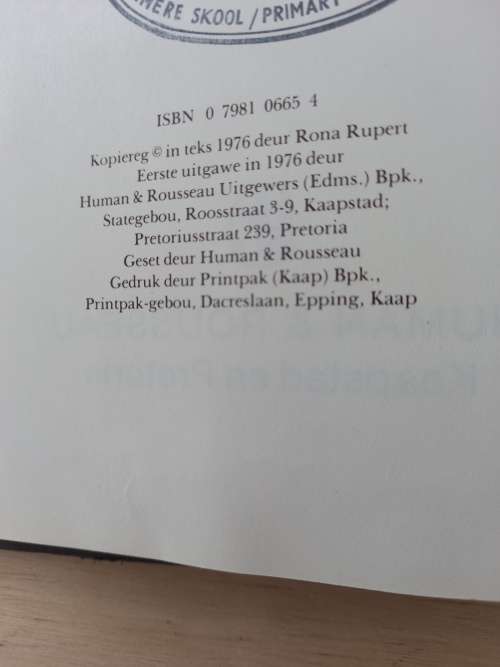 MERE SKOOL / PRIMARY
ISBN 0 7981 0665 4
Kopiereg © in teks 1976 deur Rona Rupert
Eerste uitgawe in 1976 deur
Human & Rousseau Uitgewers (Edms.) Bpk.,
Stategebou, Roosstraat 3-9, Kaapstad;
Pretoriusstraat 239, Pretoria
Geset deur Human & Rousseau
Gedruk deur Printpak (Kaap) Bpk.,
Printpak-gebou, Dacreslaan, Epping, Kaap